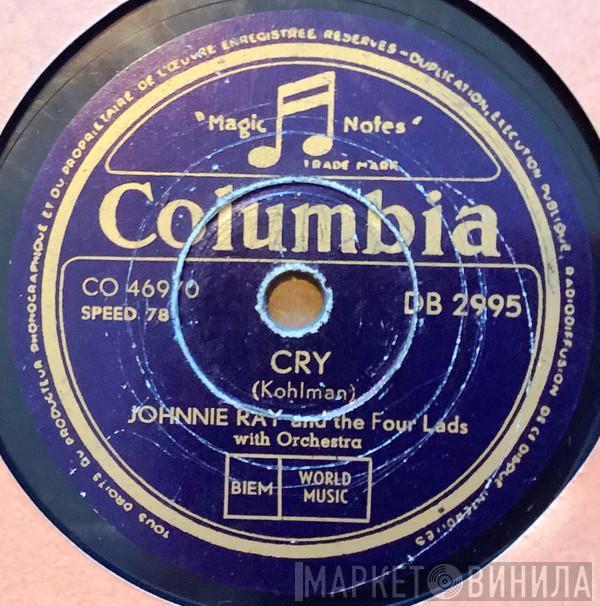 TOUS DROITS DU PRODUCTEUR PHONOGRAPHIQUE ET DU PROPRIETAIRE DE L'ŒUVRE ENREGISTREE RESERVES - DUPLICATION, EXECUTION PUBLIQUE, RADIODIFFUSION DE CE DISQUE INTERDITES
"Magic Notes"
TRADE MARK
Columbia
CO 46970
DB 2995
SPEED 78
CRY
(Kohlman)
JOHNNIE RAY and the Four Lads
with Orchestra
BIEM
WORLD
MUSIC
МАРКЕТ ВИНИЛА